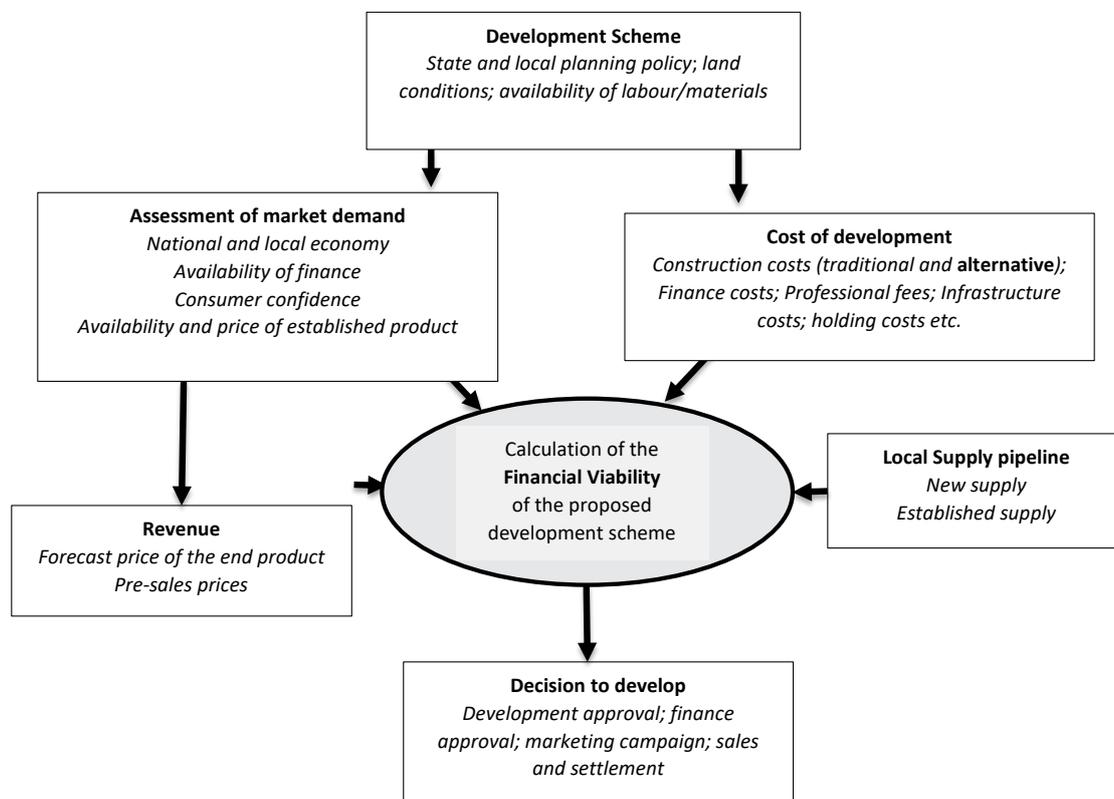 Development Scheme
State and local planning policy; land
conditions; availability of labour/materials
Assessment of market demand
National and local economy
Availability of finance
Consumer confidence
Availability and price of established product
Cost of development
Construction costs (traditional and alternative);
Finance costs; Professional fees; Infrastructure
costs; holding costs etc.
Calculation of the
Financial Viability
of the proposed
development scheme
Local Supply pipeline
New supply
Established supply
Revenue
Forecast price of the end product
Pre-sales prices
Decision to develop
Development approval; finance
approval; marketing campaign; sales
and settlement